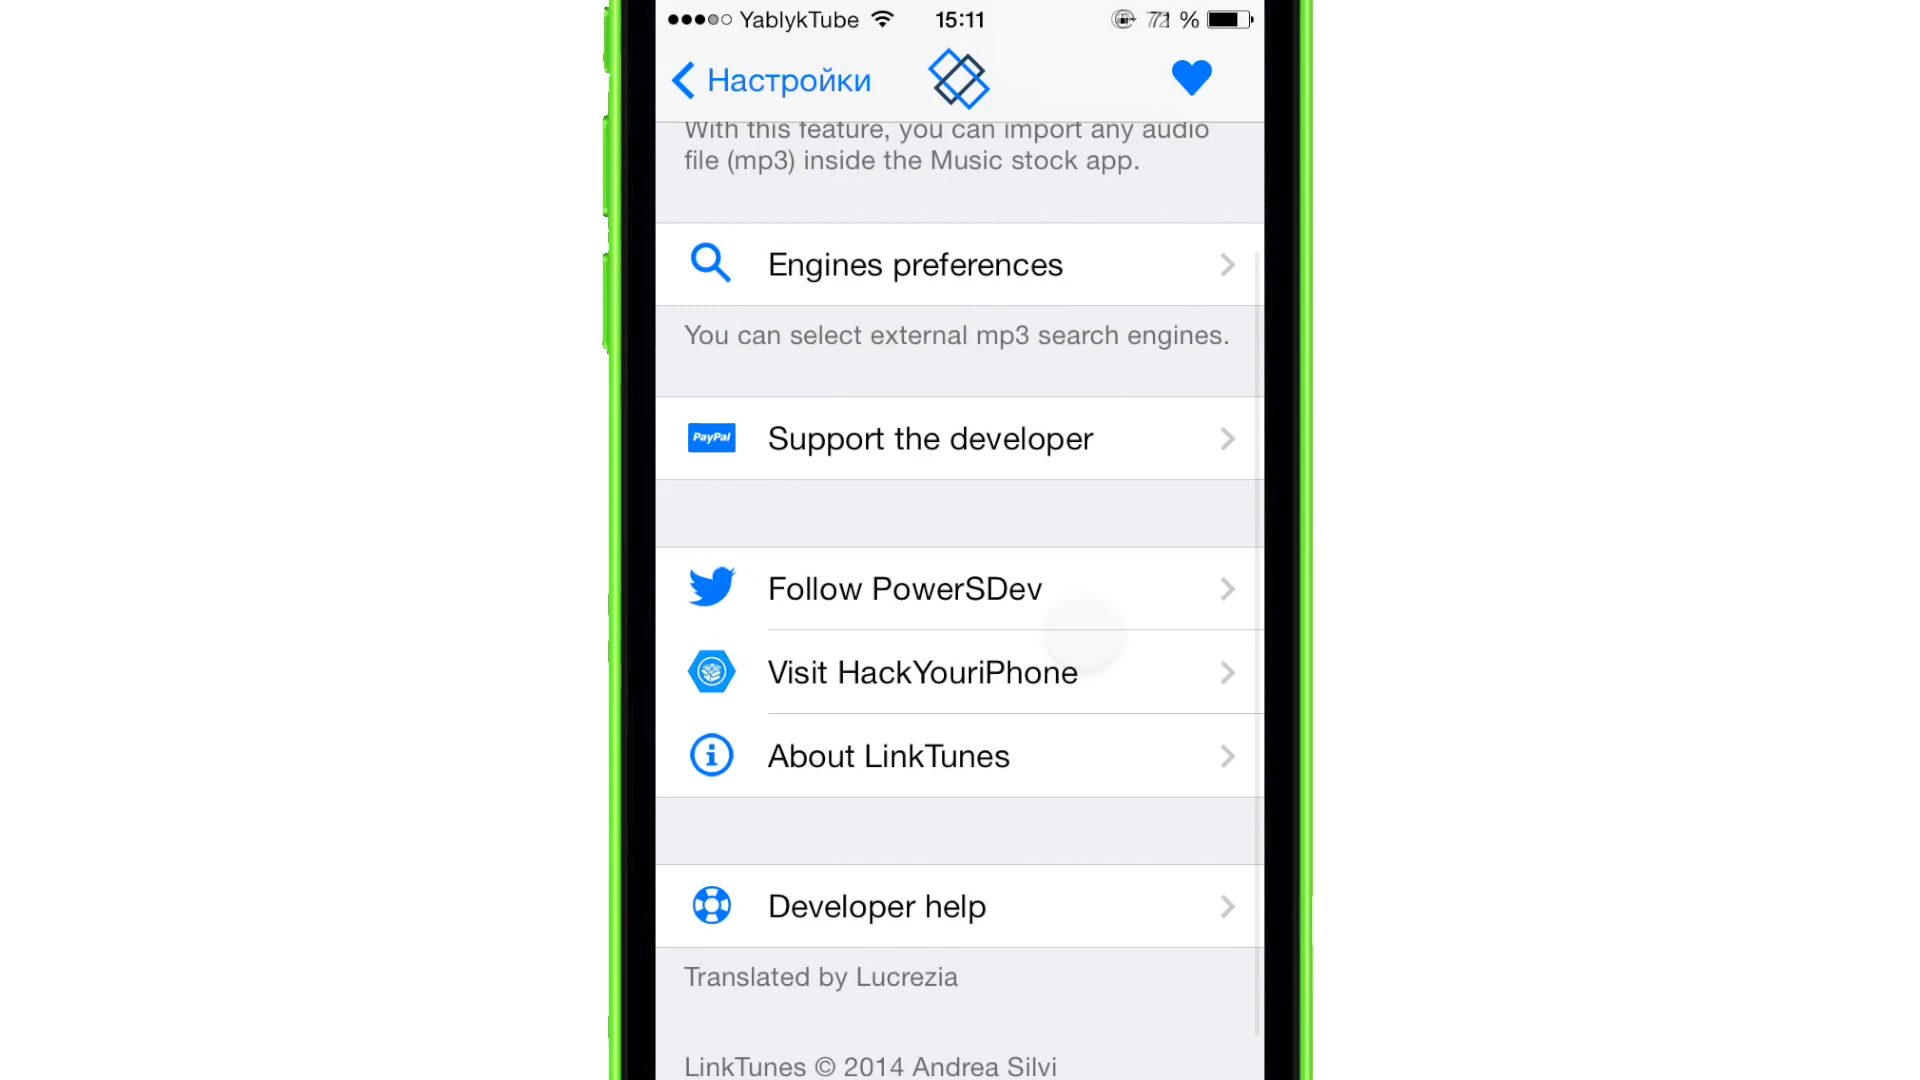 YablykTube 15:11 %
Настройки
With this feature, you can import any audio
file (mp3) inside the Music stock app.
Engines preferences
You can select external mp3 search engines.
PayPal Support the developer
Follow PowerSDev
Visit HackYouriPhone
About LinkTunes
Developer help
Translated by Lucrezia
LinkTunes © 2014 Andrea Silvi